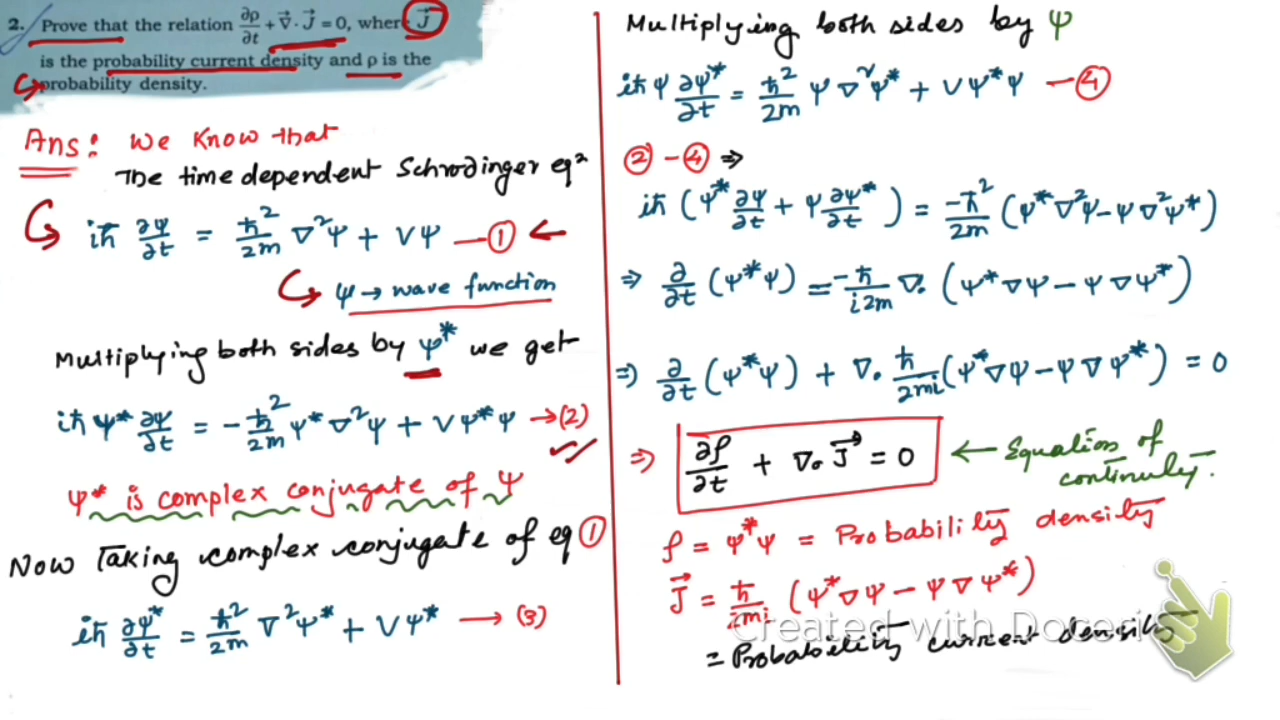 2. Prove that the relation ∂ρ/∂t + ∇⃗ · J⃗ = 0, where J⃗
is the probability current density and ρ is the
probability density.
Ans: We know that
The time dependent Schrodinger eqⁿ
iħ ∂ψ/∂t = ħ²/2m ∇²ψ + Vψ — ①
ψ → wave function
Multiplying both sides by ψ* we get
iħ ψ* ∂ψ/∂t = -ħ²/2m ψ* ∇²ψ + Vψ*ψ → (2)
ψ* is complex conjugate of ψ
Now Taking complex conjugate of eq ①
iħ ∂ψ*/∂t = ħ²/2m ∇²ψ* + Vψ* → (3)
Multiplying both sides by ψ
iħ ψ ∂ψ*/∂t = ħ²/2m ψ ∇²ψ* + Vψ*ψ — ④
② - ④ ⇒
iħ (ψ* ∂ψ/∂t + ψ ∂ψ*/∂t) = -ħ²/2m (ψ*∇²ψ - ψ∇²ψ*)
⇒ ∂/∂t (ψ*ψ) = -ħ/i2m ∇· (ψ*∇ψ - ψ∇ψ*)
⇒ ∂/∂t (ψ*ψ) + ∇· ħ/2mi (ψ*∇ψ - ψ∇ψ*) = 0
⇒ ∂ρ/∂t + ∇· J⃗ = 0 ← Equation of
continuity.
ρ = ψ*ψ = Probability density
J⃗ = ħ/2mi (ψ*∇ψ - ψ∇ψ*)
Created with Doceri
= Probability current density